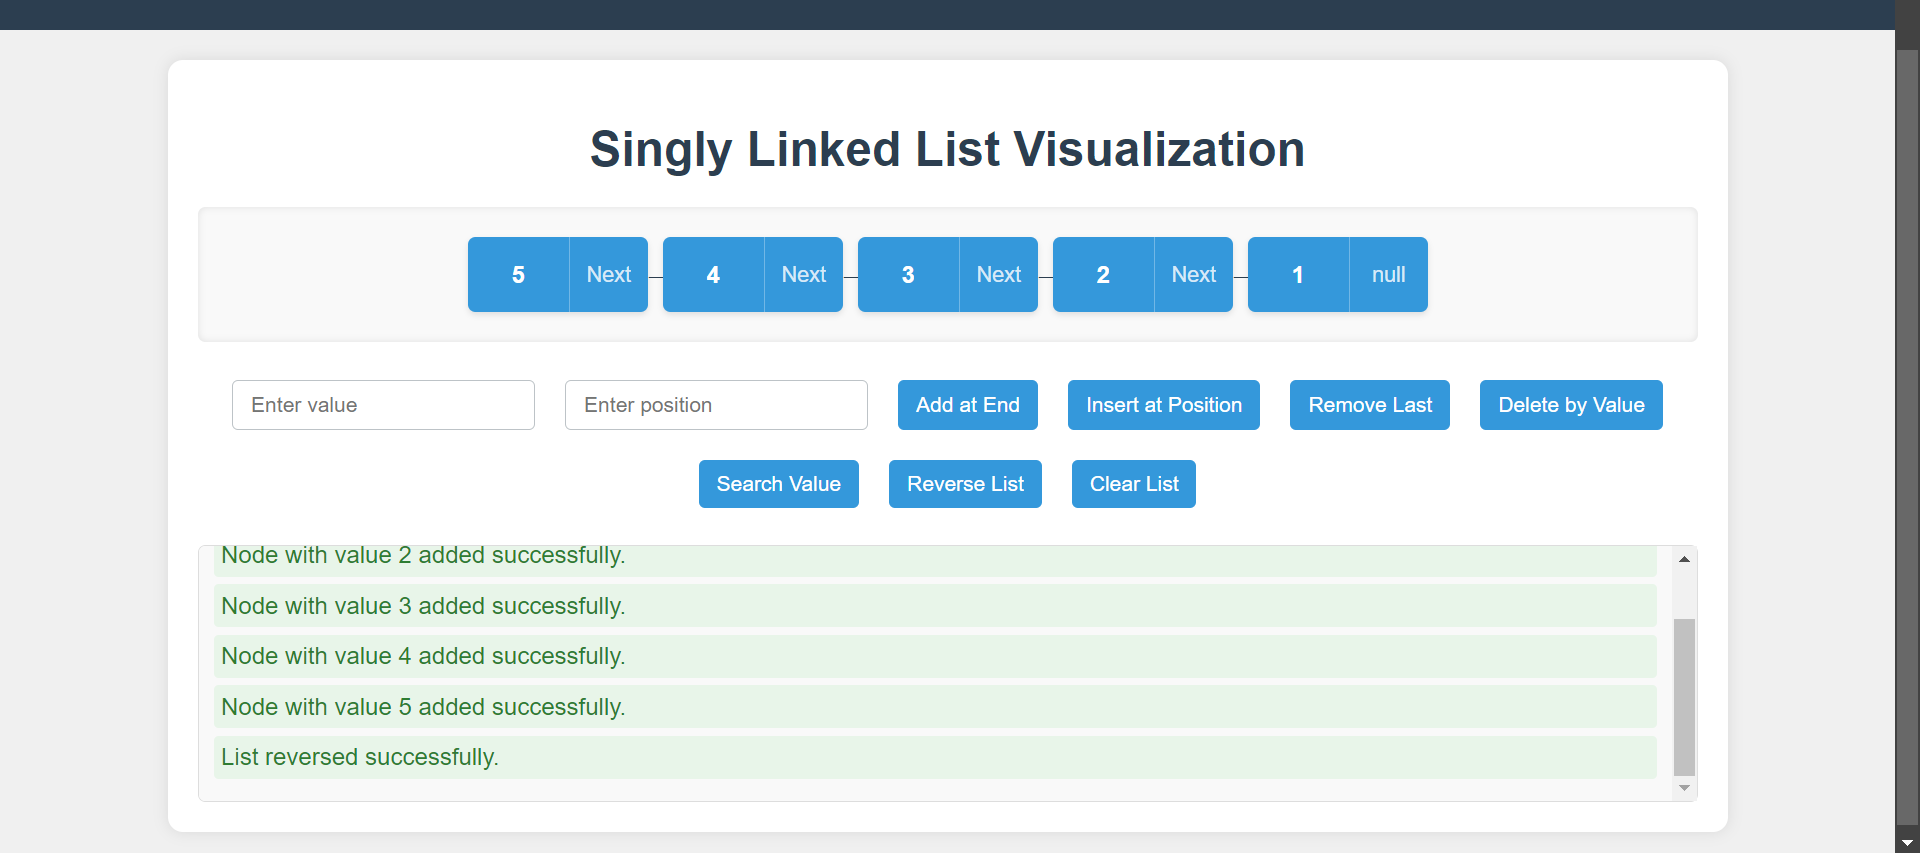 Singly Linked List Visualization
5 Next 4 Next 3 Next 2 Next 1 null
Enter value Enter position Add at End Insert at Position Remove Last Delete by Value
Search Value Reverse List Clear List
Node with value 2 added successfully.
Node with value 3 added successfully.
Node with value 4 added successfully.
Node with value 5 added successfully.
List reversed successfully.